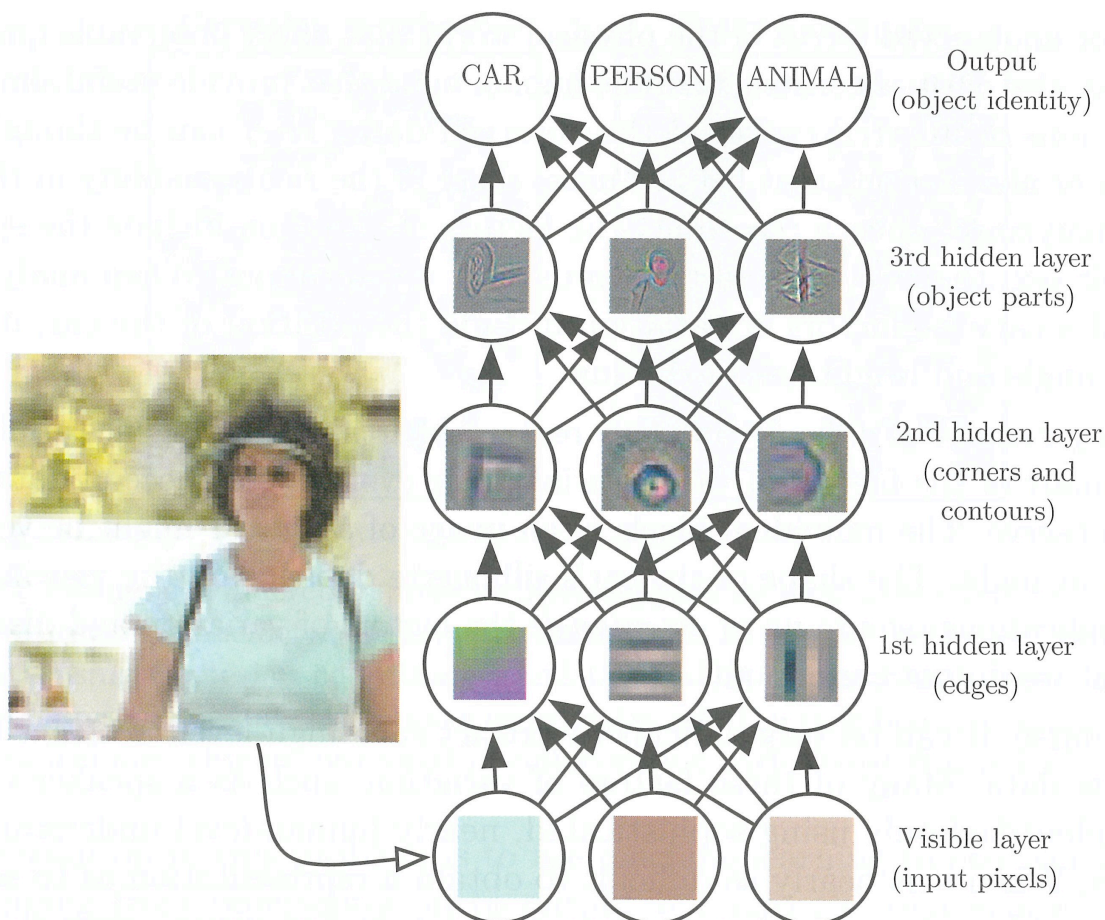 CAR PERSON ANIMAL
Output
(object identity)
3rd hidden layer
(object parts)
2nd hidden layer
(corners and
contours)
1st hidden layer
(edges)
Visible layer
(input pixels)